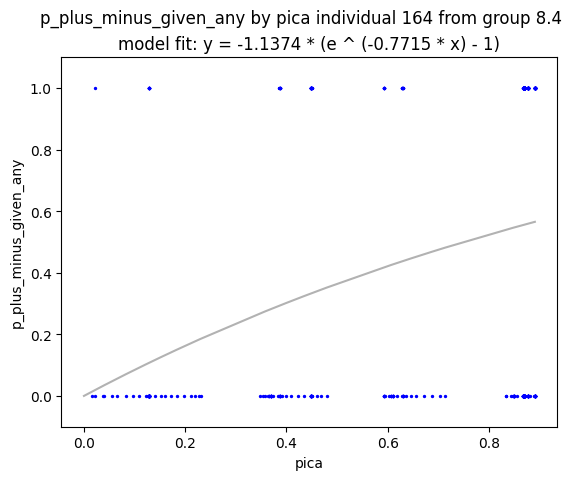 p_plus_minus_given_any by pica individual 164 from group 8.4
model fit: y = -1.1374 * (e ^ (-0.7715 * x) - 1)
1.0
0.8
0.6
0.4
0.2
0.0
p_plus_minus_given_any
0.0 0.2 0.4 0.6 0.8
pica